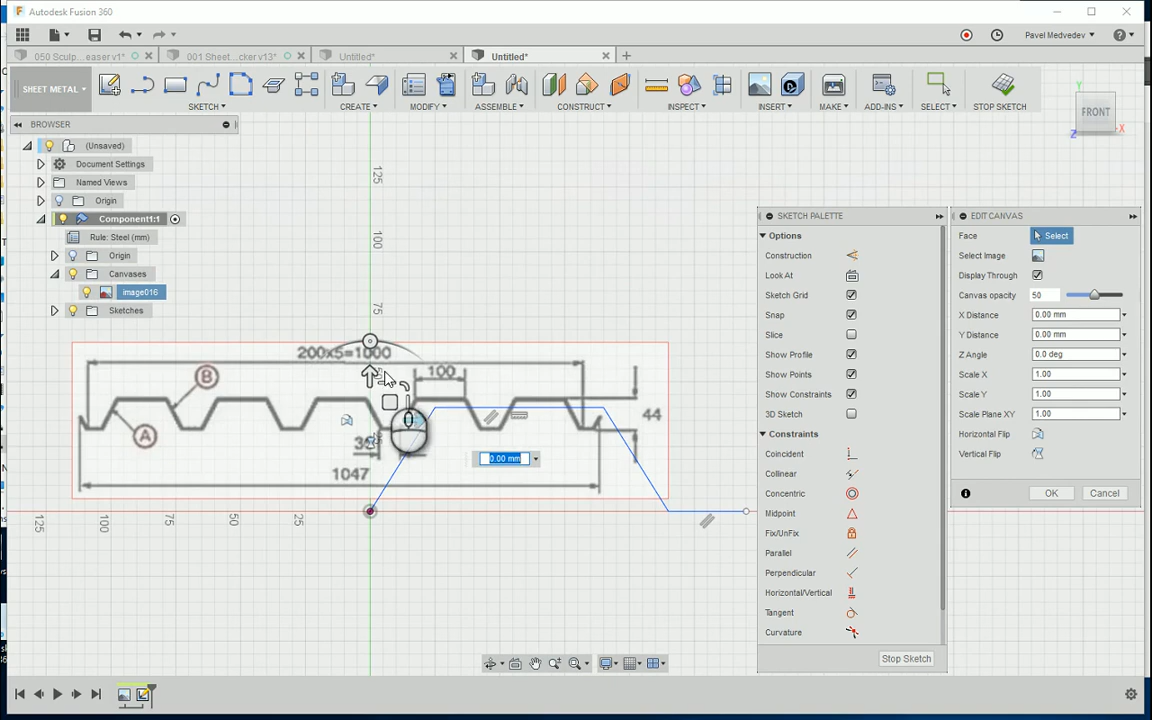 Autodesk Fusion 360
Pavel Medvedev
050 Sculp...easer v1*
001 Sheet...cker v13*
Untitled*
Untitled*
SHEET METAL
SKETCH
CREATE
MODIFY
ASSEMBLE
CONSTRUCT
INSPECT
INSERT
MAKE
ADD-INS
SELECT
STOP SKETCH
BROWSER
(Unsaved)
Document Settings
Named Views
Origin
Component1:1
Rule: Steel (mm)
Origin
Canvases
image016
Sketches
Y
FRONT
X
Z
125
100
75
125
100
75
50
25
200x5=1000
100
44
B
A
1047
0.00 mm
SKETCH PALETTE
Options
Construction
Look At
Sketch Grid
Snap
Slice
Show Profile
Show Points
Show Constraints
3D Sketch
Constraints
Coincident
Collinear
Concentric
Midpoint
Fix/UnFix
Parallel
Perpendicular
Horizontal/Vertical
Tangent
Curvature
Stop Sketch
EDIT CANVAS
Face
Select
Select Image
Display Through
Canvas opacity
50
X Distance
0.00 mm
Y Distance
0.00 mm
Z Angle
0.0 deg
Scale X
1.00
Scale Y
1.00
Scale Plane XY
1.00
Horizontal Flip
Vertical Flip
OK
Cancel